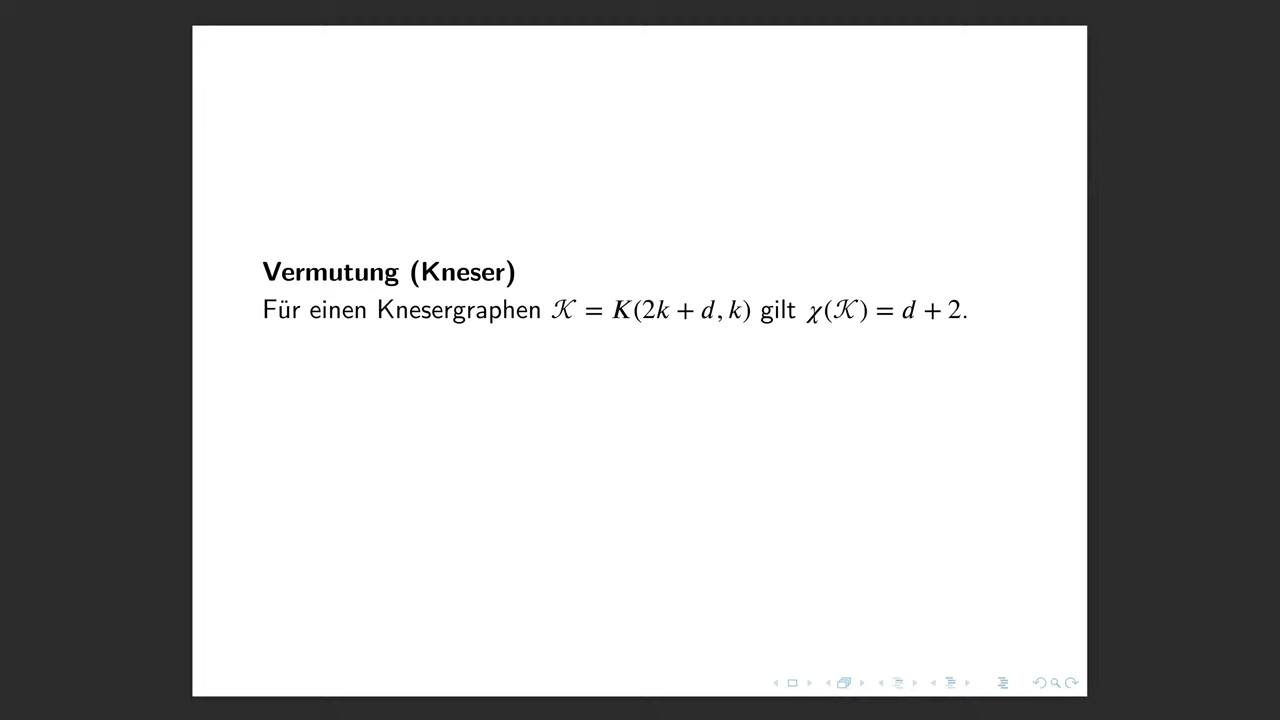 Vermutung (Kneser)
Für einen Knesergraphen 𝒦 = K(2k + d, k) gilt χ(𝒦) = d + 2.